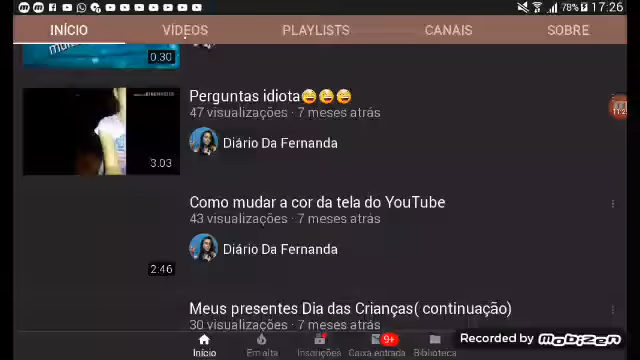 78% 17:26
INÍCIO VÍDEOS PLAYLISTS CANAIS SOBRE
0:30
Perguntas idiota😂😂😂
47 visualizações · 7 meses atrás
Diário Da Fernanda
3:03
Como mudar a cor da tela do YouTube
43 visualizações · 7 meses atrás
Diário Da Fernanda
2:46
Meus presentes Dia das Crianças( continuação)
30 visualizações · 7 meses atrás
9+
Início Em alta Inscrições Caixa entrada Biblioteca
Recorded by mobizen